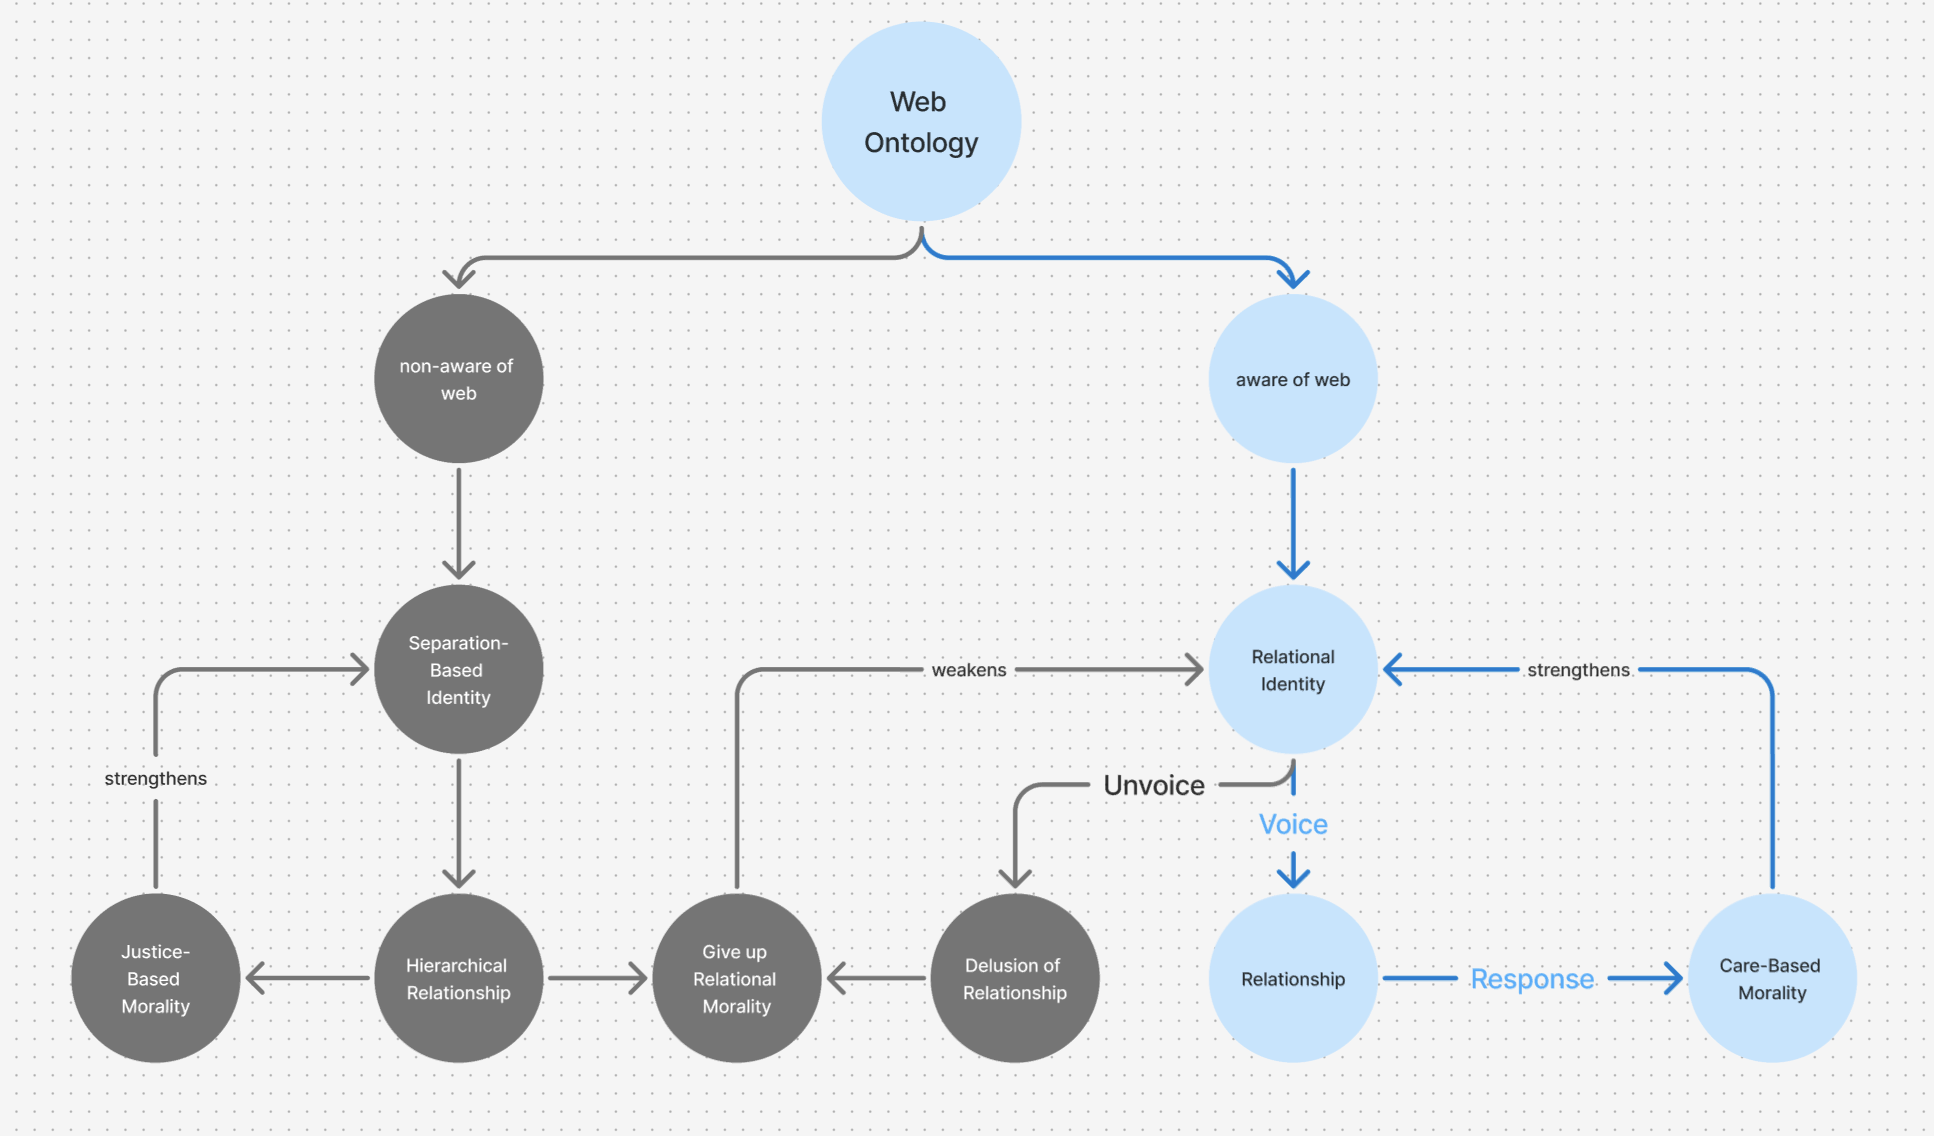 Web
Ontology
non-aware of
web
aware of web
Separation-
Based
Identity
weakens
Relational
Identity
strengthens
strengthens
Unvoice
Voice
Justice-
Based
Morality
Hierarchical
Relationship
Give up
Relational
Morality
Delusion of
Relationship
Relationship
Response
Care-Based
Morality